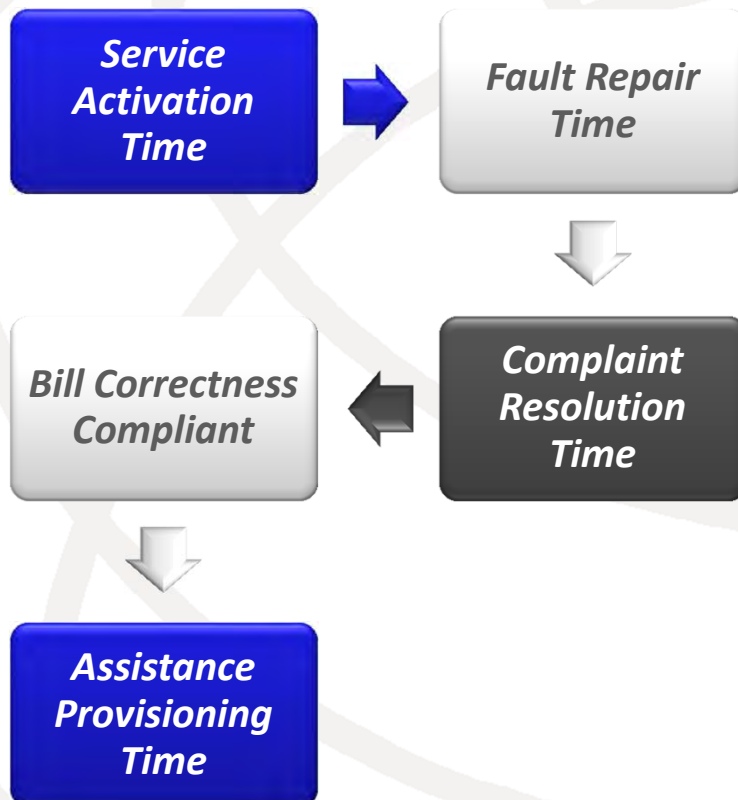 Service
Activation
Time
Fault Repair
Time
Complaint
Resolution
Time
Bill Correctness
Compliant
Assistance
Provisioning
Time